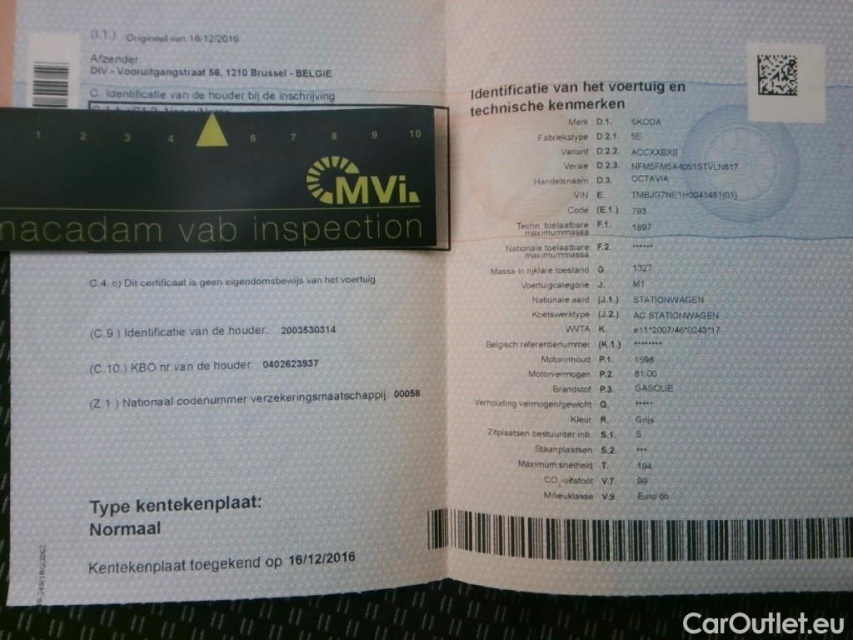 (I.1.) Origineel van 16/12/2016
Afzender
DIV - Vooruitgangstraat 56, 1210 Brussel - BELGIE
C. Identificatie van de houder bij de inschrijving
1 2 3 4 6 7 8 9 10
MVi
macadam vab inspection
C.4. c) Dit certificaat is geen eigendomsbewijs van het voertuig
(C.9.) Identificatie van de houder: 2003530314
(C.10.) KBO nr van de houder: 0402623937
(Z.1.) Nationaal codenummer verzekeringsmaatschappij: 00058
Type kentekenplaat:
Normaal
Kentekenplaat toegekend op 16/12/2016
Identificatie van het voertuig en
technische kenmerken
Merk D.1. SKODA
Fabriekstype D.2.1. 5E
Variant D.2.2. ACCXXBX0
Versie D.2.3. NFM5FM5A4051STVLN617
Handelsnaam D.3. OCTAVIA
VIN E. TMBJG7NE1H0043481(01)
Code (E.1.) 793
Techn. toelaatbare
maximummassa F.1. 1897
Nationale toelaatbare
maximummassa F.2. ******
Massa in rijklare toestand G. 1327
Voertuigcategorie J. M1
Nationale aard (J.1.) STATIONWAGEN
Koetswerktype (J.2.) AC STATIONWAGEN
WVTA K. e11*2007/46*0243*17
Belgisch referentienummer (K.1.) ********
Motorinhoud P.1. 1598
Motorvermogen P.2. 81.00
Brandstof P.3. GASOLIE
Verhouding vermogen/gewicht Q. *****
Kleur R. Grijs
Zitplaatsen bestuurder inb. S.1. 5
Staanplaatsen S.2. ***
Maximum snelheid T. 194
CO2-uitstoot V.7. 99
Milieuklasse V.9. Euro 6b
CarOutlet.eu